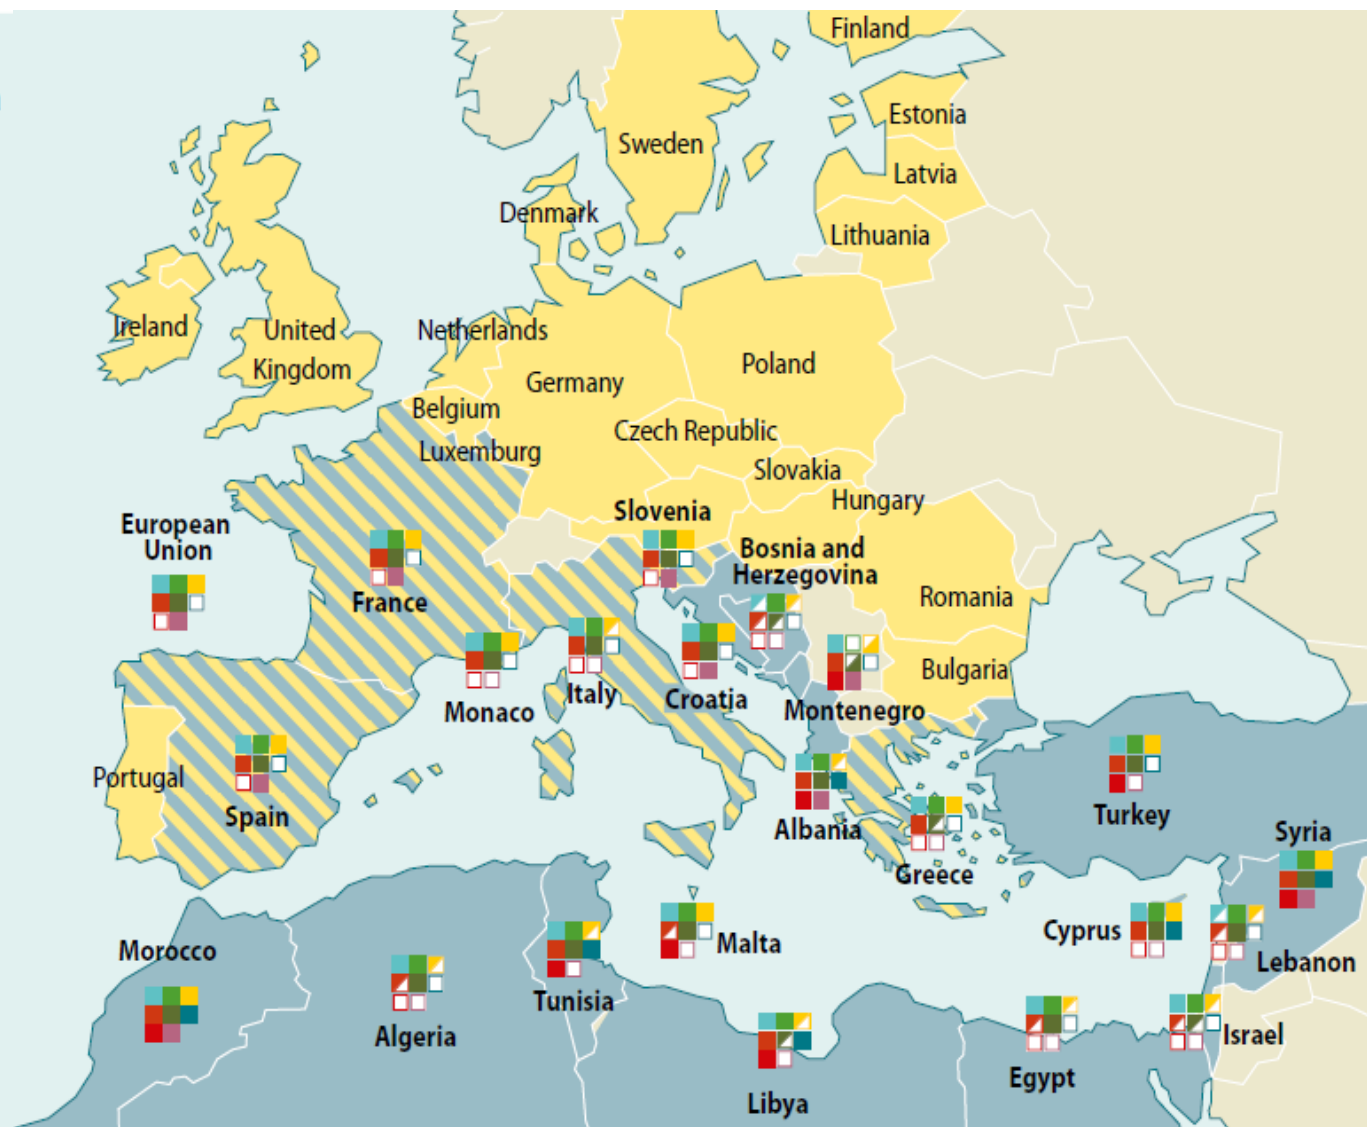 Finland
Estonia
Sweden
Latvia
Denmark
Lithuania
Ireland
United
Kingdom
Netherlands
Poland
Germany
Belgium
Czech Republic
Luxemburg
Slovakia
Hungary
Slovenia
European
Union
Bosnia and
Herzegovina
France
Romania
Bulgaria
Italy
Croatia
Monaco
Montenegro
Portugal
Spain
Albania
Turkey
Syria
Greece
Cyprus
Malta
Morocco
Lebanon
Tunisia
Algeria
Israel
Egypt
Libya